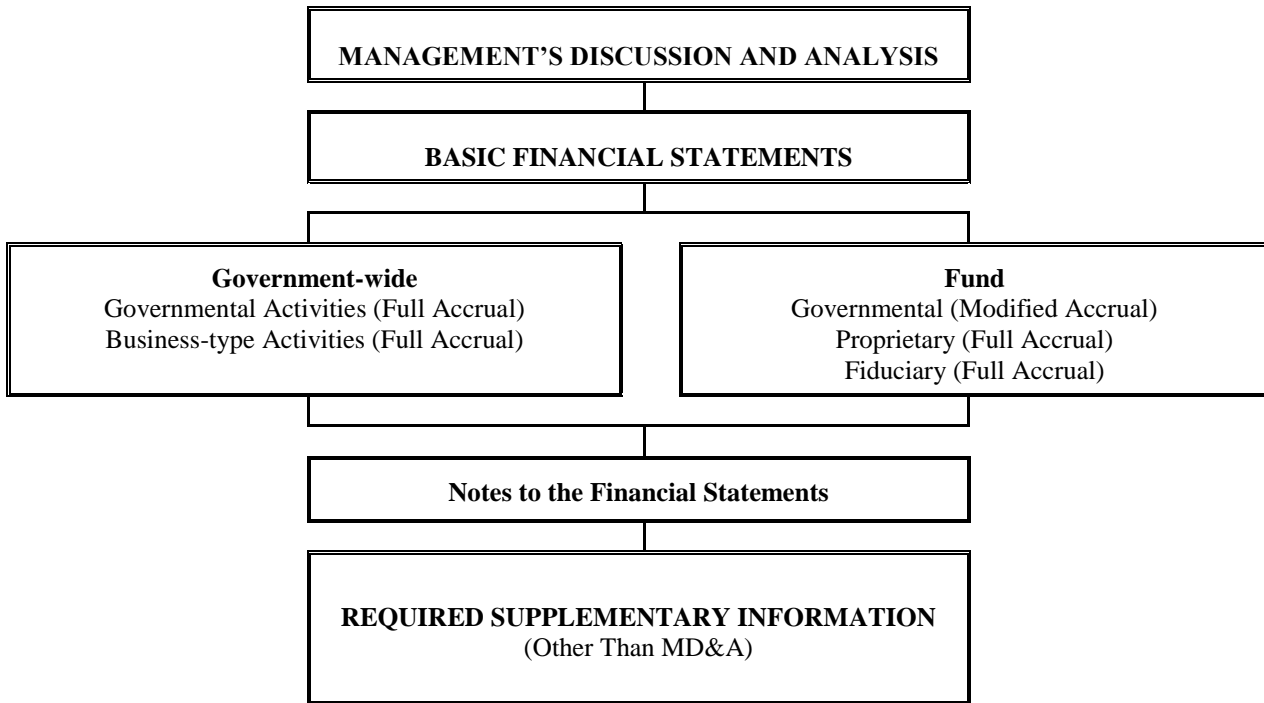 MANAGEMENT’S DISCUSSION AND ANALYSIS
BASIC FINANCIAL STATEMENTS
Government-wide
Governmental Activities (Full Accrual)
Business-type Activities (Full Accrual)
Fund
Governmental (Modified Accrual)
Proprietary (Full Accrual)
Fiduciary (Full Accrual)
Notes to the Financial Statements
REQUIRED SUPPLEMENTARY INFORMATION
(Other Than MD&A)